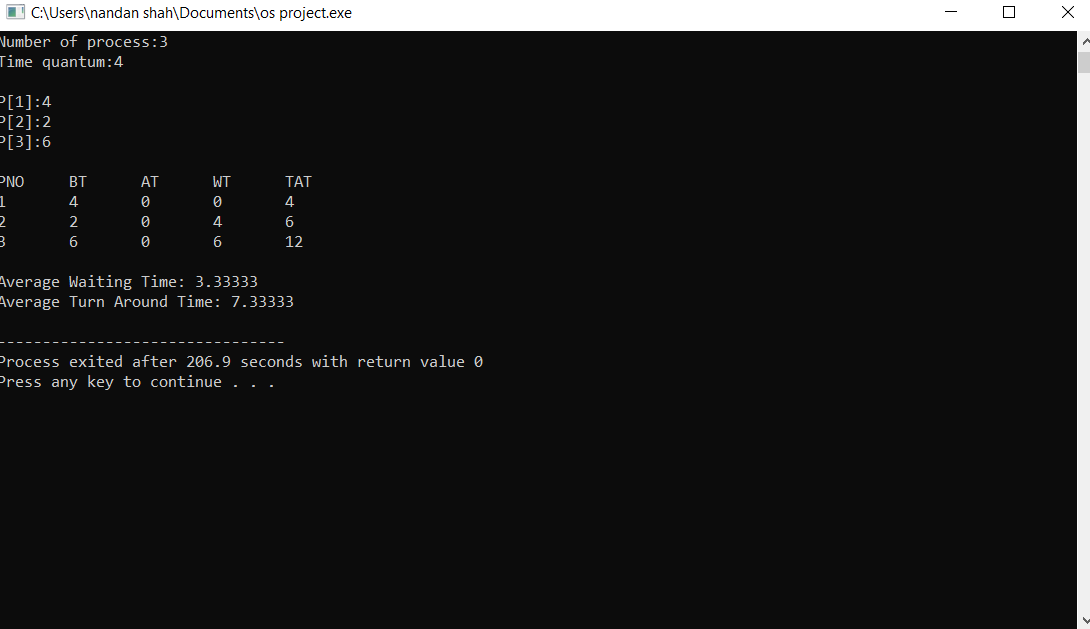 C:\Users\nandan shah\Documents\os project.exe
Number of process:3
Time quantum:4
P[1]:4
P[2]:2
P[3]:6
PNO BT AT WT TAT
1 4 0 0 4
2 2 0 4 6
3 6 0 6 12
Average Waiting Time: 3.33333
Average Turn Around Time: 7.33333
--------------------------------
Process exited after 206.9 seconds with return value 0
Press any key to continue . . .